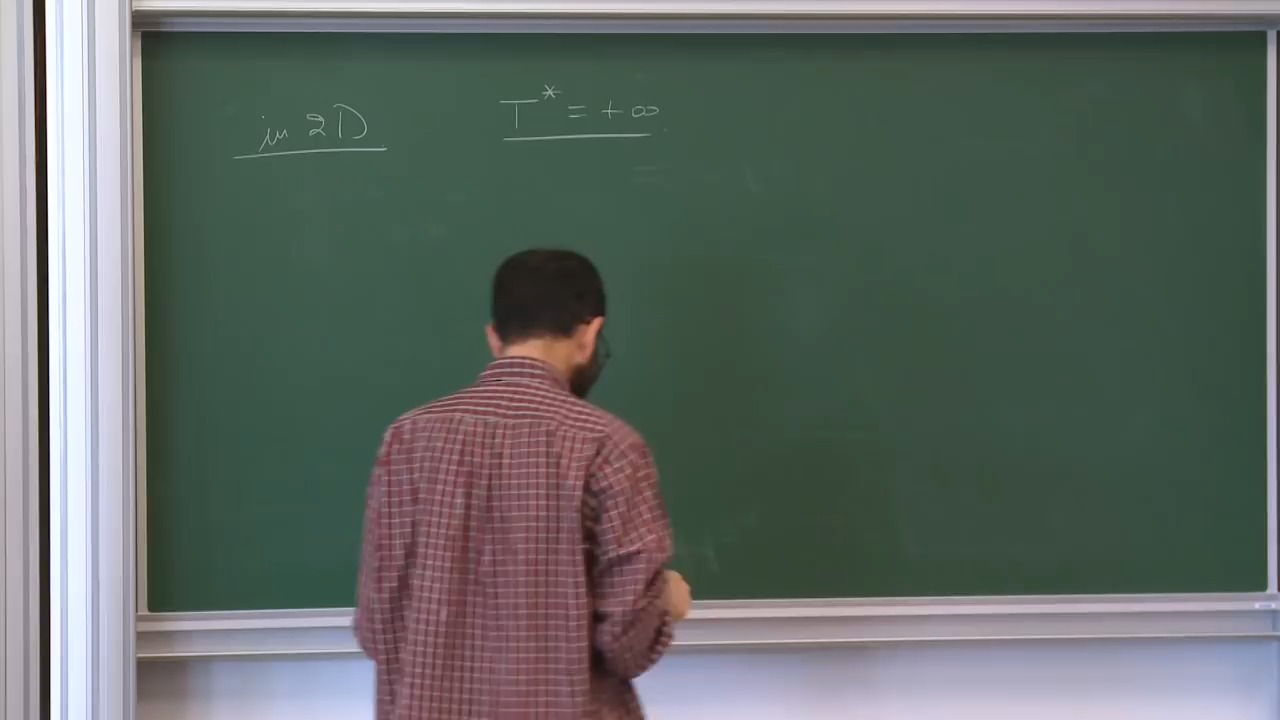 in 2D
T* = +∞